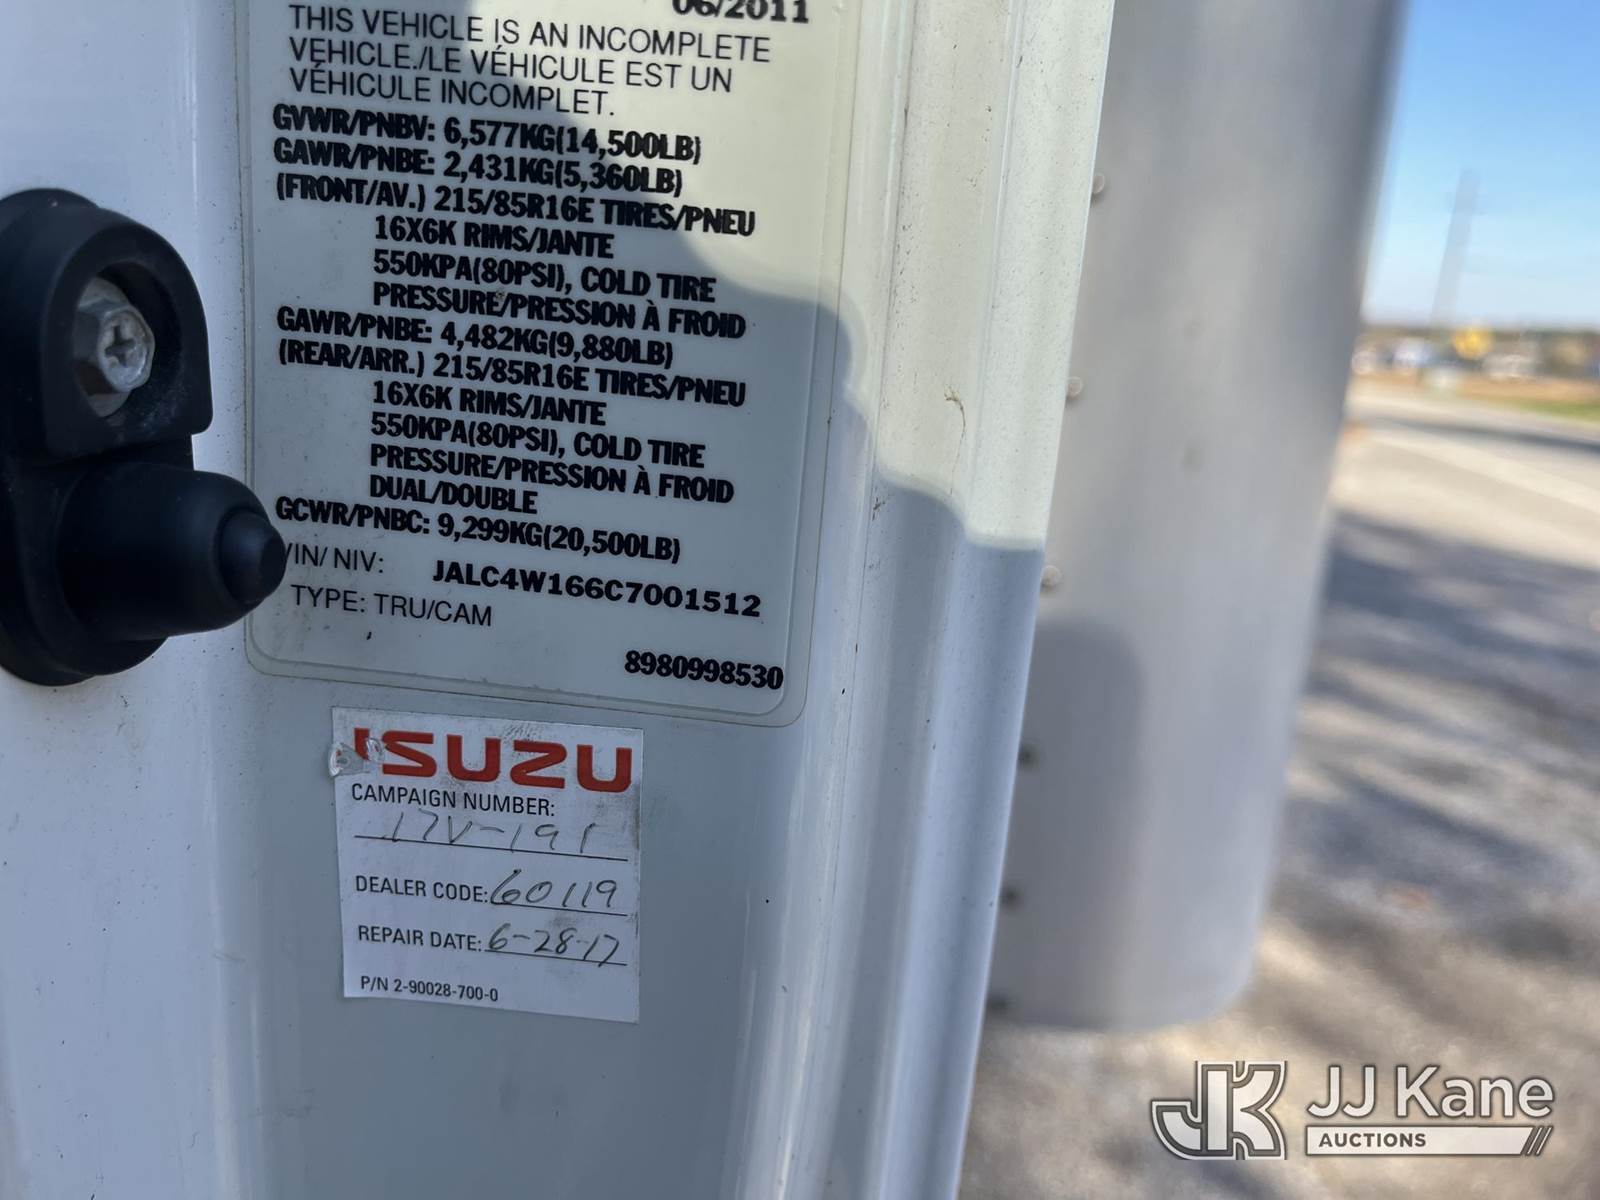 06/2011
THIS VEHICLE IS AN INCOMPLETE
VEHICLE./LE VÉHICULE EST UN
VÉHICULE INCOMPLET.
GVWR/PNBV: 6,577KG(14,500LB)
GAWR/PNBE: 2,431KG(5,360LB)
(FRONT/AV.) 215/85R16E TIRES/PNEU
16X6K RIMS/JANTE
550KPA(80PSI), COLD TIRE
PRESSURE/PRESSION À FROID
GAWR/PNBE: 4,482KG(9,880LB)
(REAR/ARR.) 215/85R16E TIRES/PNEU
16X6K RIMS/JANTE
550KPA(80PSI), COLD TIRE
PRESSURE/PRESSION À FROID
DUAL/DOUBLE
GCWR/PNBC: 9,299KG(20,500LB)
VIN/ NIV: JALC4W166C7001512
TYPE: TRU/CAM
8980998530
ISUZU
CAMPAIGN NUMBER:
17V-191
DEALER CODE: 60119
REPAIR DATE: 6-28-17
P/N 2-90028-700-0
JK JJ Kane
AUCTIONS